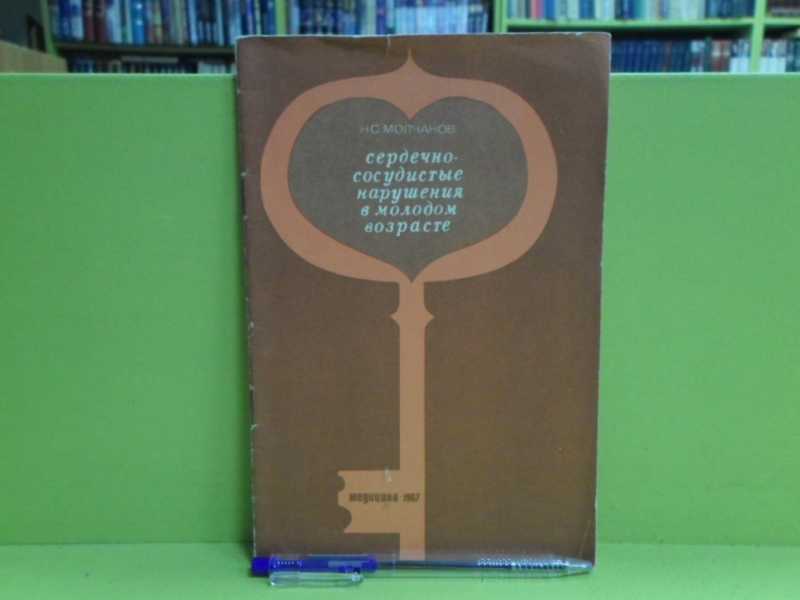 Н С МОЛЧАНОВ
сердечно-
сосудистые
нарушения
в молодом
возрасте
медицина · 1967